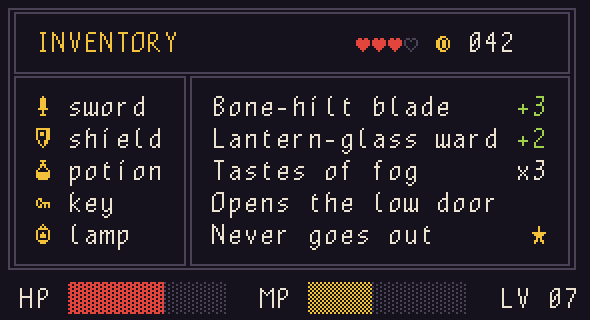 INVENTORY 042
sword Bone-hilt blade +3
shield Lantern-glass ward +2
potion Tastes of fog x3
key Opens the low door
lamp Never goes out
HP MP LV 07